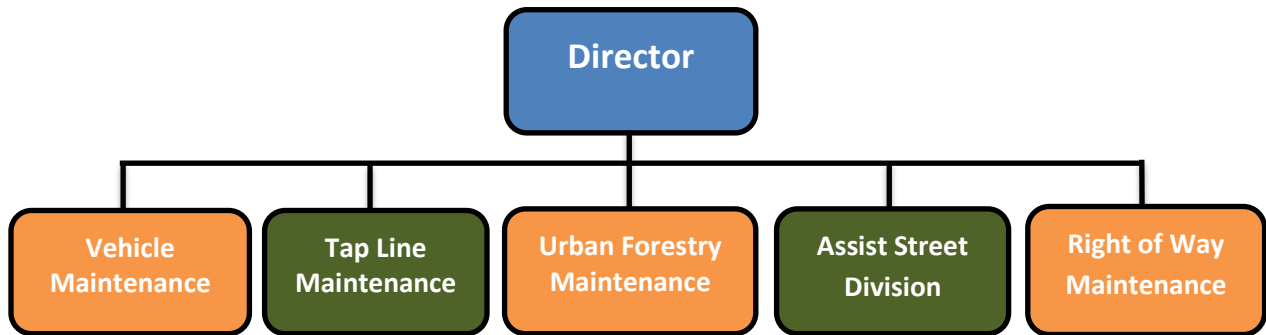 Director
Vehicle
Maintenance
Tap Line
Maintenance
Urban Forestry
Maintenance
Assist Street
Division
Right of Way
Maintenance